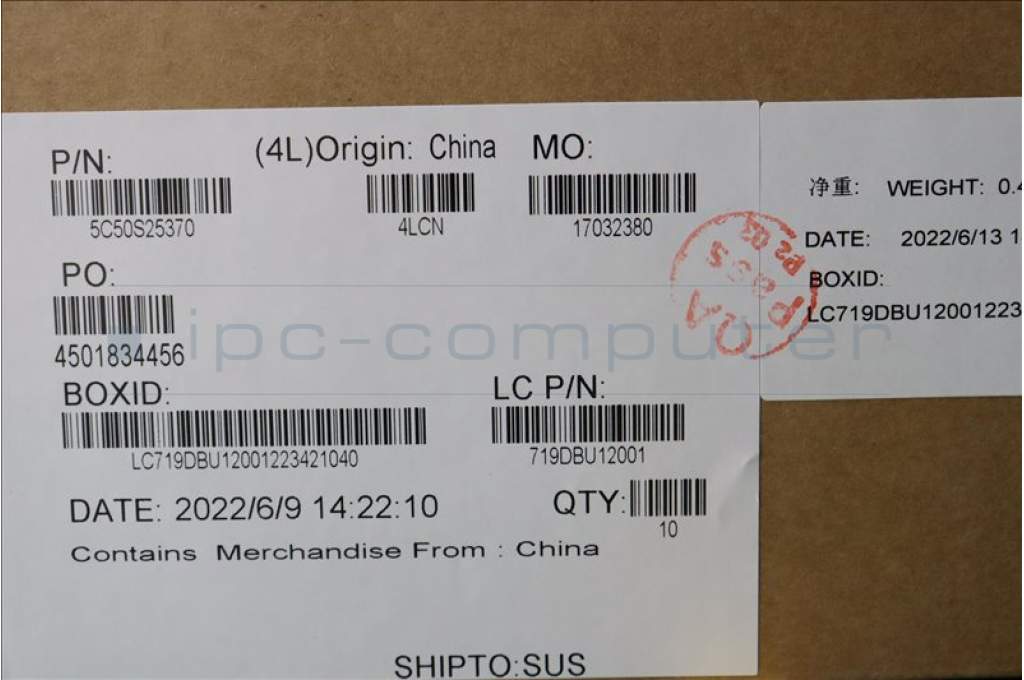 P/N:
(4L)Origin: China
MO:
5C50S25370
4LCN
17032380
PO:
4501834456
BOXID:
LC P/N:
LC719DBU12001223421040
719DBU12001
DATE: 2022/6/9 14:22:10
QTY:
10
Contains Merchandise From : China
SHIPTO:SUS
净重: WEIGHT: 0.4
DATE: 2022/6/13 1
BOXID:
LC719DBU12001223
QA
PASS
ipc-computer